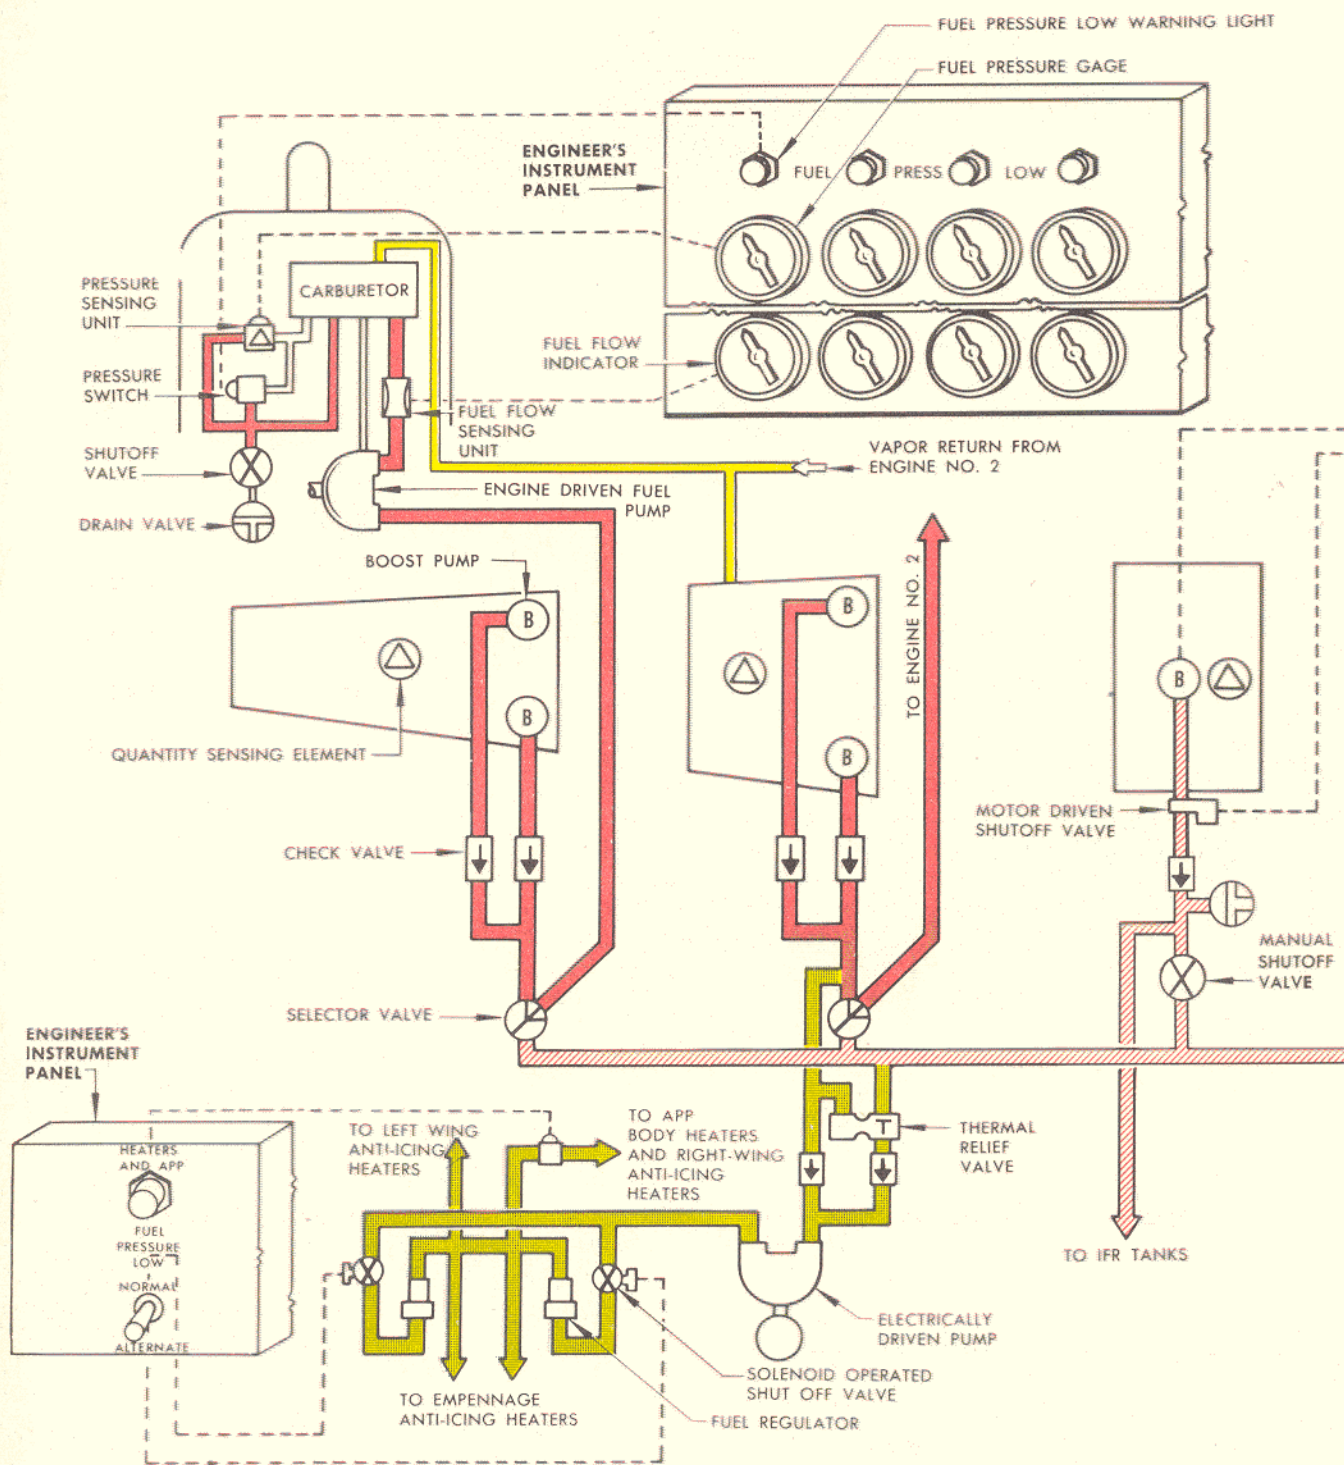 FUEL PRESSURE LOW WARNING LIGHT
FUEL PRESSURE GAGE
ENGINEER'S
INSTRUMENT
PANEL
FUEL
PRESS
LOW
PRESSURE
SENSING
UNIT
CARBURETOR
FUEL FLOW
INDICATOR
PRESSURE
SWITCH
FUEL FLOW
SENSING
UNIT
SHUTOFF
VALVE
VAPOR RETURN FROM
ENGINE NO. 2
ENGINE DRIVEN FUEL
PUMP
DRAIN VALVE
BOOST PUMP
TO ENGINE NO. 2
B
B
B
B
B
QUANTITY SENSING ELEMENT
MOTOR DRIVEN
SHUTOFF VALVE
CHECK VALVE
MANUAL
SHUTOFF
VALVE
SELECTOR VALVE
ENGINEER'S
INSTRUMENT
PANEL
HEATERS
AND APP
FUEL
PRESSURE
LOW
NORMAL
ALTERNATE
TO LEFT WING
ANTI-ICING
HEATERS
TO APP
BODY HEATERS
AND RIGHT-WING
ANTI-ICING
HEATERS
T
THERMAL
RELIEF
VALVE
TO IFR TANKS
ELECTRICALLY
DRIVEN PUMP
SOLENOID OPERATED
SHUT OFF VALVE
TO EMPENNAGE
ANTI-ICING HEATERS
FUEL REGULATOR